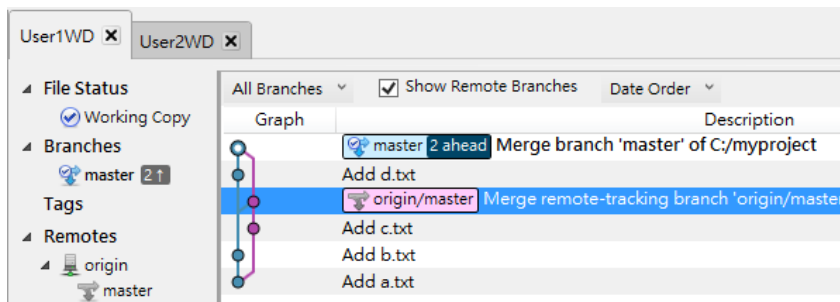 User1WD
User2WD
File Status
Working Copy
Branches
master 2↑
Tags
Remotes
origin
master
All Branches
Show Remote Branches
Date Order
Graph
Description
master 2 ahead Merge branch 'master' of C:/myproject
Add d.txt
origin/master Merge remote-tracking branch 'origin/master
Add c.txt
Add b.txt
Add a.txt